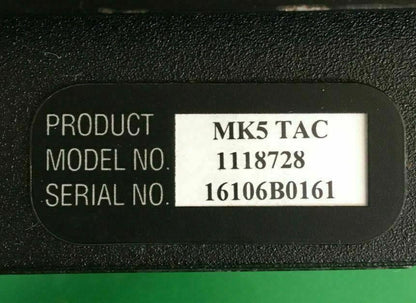 PRODUCT MK5 TAC
MODEL NO. 1118728
SERIAL NO. 16106B0161